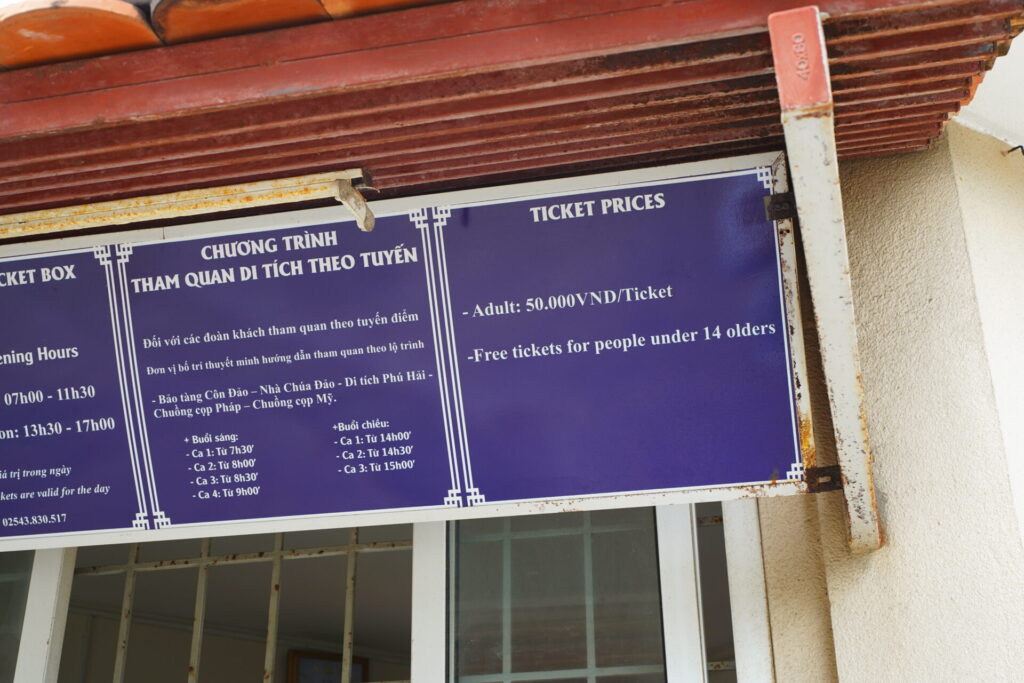 CKET BOX
ening Hours
07h00 - 11h30
on: 13h30 - 17h00
iá trị trong ngày
kets are valid for the day
02543.830.517
CHƯƠNG TRÌNH
THAM QUAN DI TÍCH THEO TUYẾN
Đối với các đoàn khách tham quan theo tuyến điểm
Đơn vị bố trí thuyết minh hướng dẫn tham quan theo lộ trình
- Bảo tàng Côn Đảo – Nhà Chúa Đảo - Di tích Phú Hải -
Chuồng cọp Pháp – Chuồng cọp Mỹ.
+ Buổi sáng:
- Ca 1: Từ 7h30'
- Ca 2: Từ 8h00'
- Ca 3: Từ 8h30'
- Ca 4: Từ 9h00'
+Buổi chiều:
- Ca 1: Từ 14h00'
- Ca 2: Từ 14h30'
- Ca 3: Từ 15h00'
TICKET PRICES
- Adult: 50.000VND/Ticket
-Free tickets for people under 14 olders
40x80